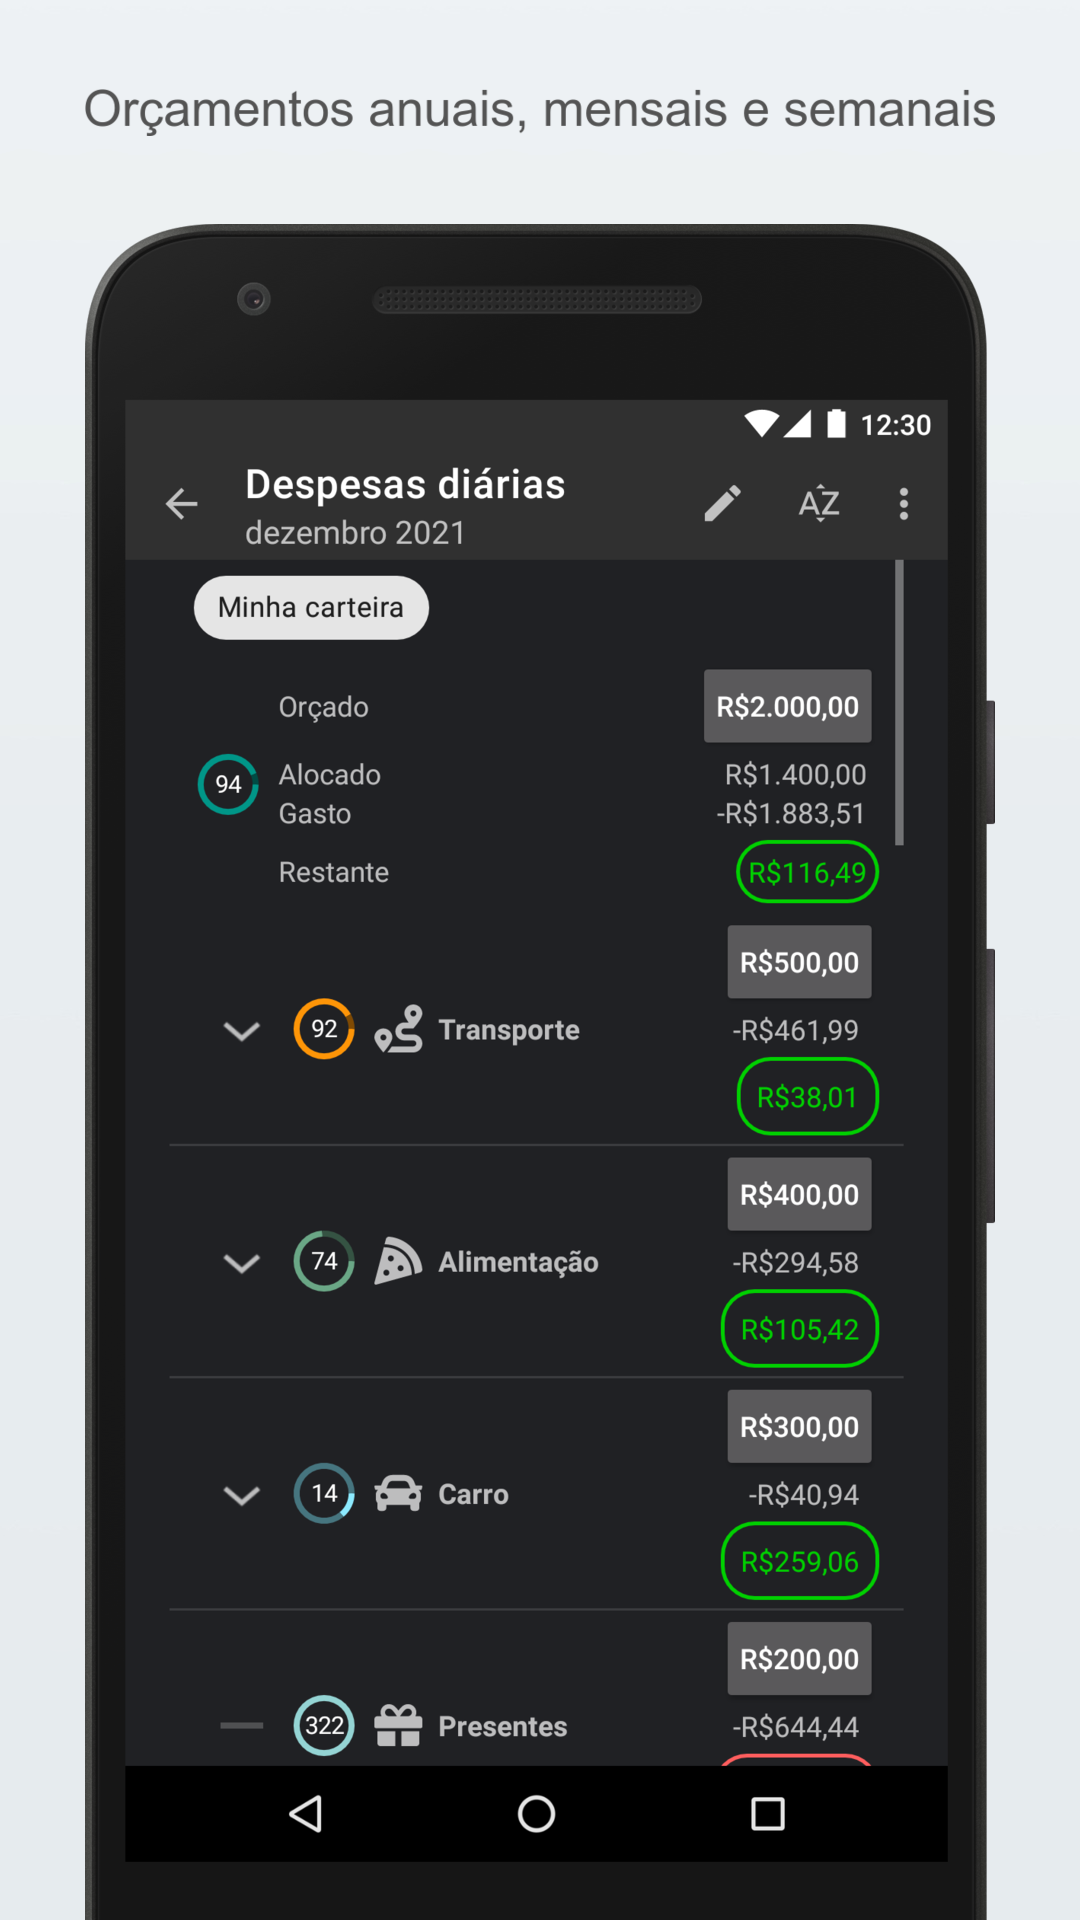 Orçamentos anuais, mensais e semanais
12:30
Despesas diárias
dezembro 2021
AZ
Minha carteira
Orçado R$2.000,00
94
Alocado R$1.400,00
Gasto -R$1.883,51
Restante R$116,49
R$500,00
92 Transporte -R$461,99
R$38,01
R$400,00
74 Alimentação -R$294,58
R$105,42
R$300,00
14 Carro -R$40,94
R$259,06
R$200,00
322 Presentes -R$644,44